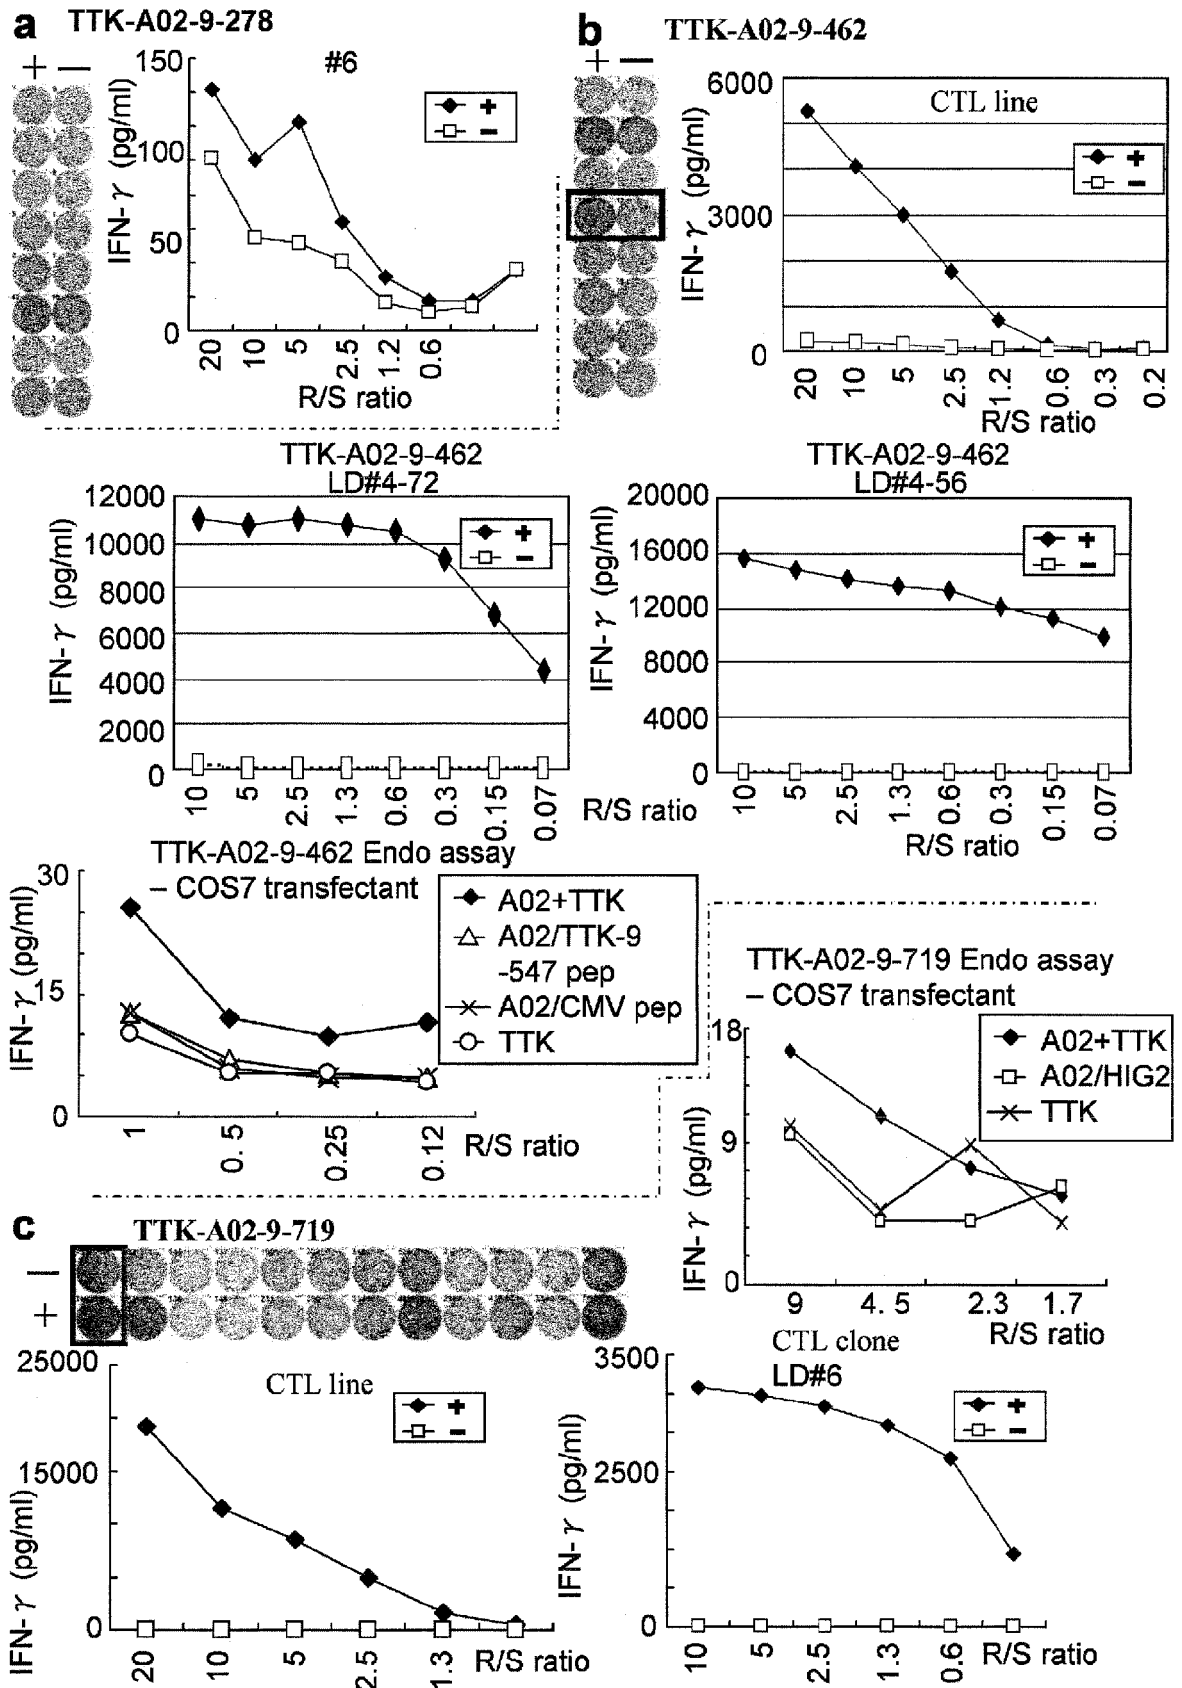 a TTK-A02-9-278
+ −
#6
IFN-γ (pg/ml)
150
100
50
0
+
−
20 10 5 2.5 1.2 0.6
R/S ratio
b TTK-A02-9-462
+ −
CTL line
IFN-γ (pg/ml)
6000
3000
0
+
−
20 10 5 2.5 1.2 0.6 0.3 0.2
R/S ratio
TTK-A02-9-462
LD#4-72
IFN-γ (pg/ml)
12000
10000
8000
6000
4000
2000
0
+
−
10 5 2.5 1.3 0.6 0.3 0.15 0.07
R/S ratio
TTK-A02-9-462
LD#4-56
IFN-γ (pg/ml)
20000
16000
12000
8000
4000
0
+
−
10 5 2.5 1.3 0.6 0.3 0.15 0.07
R/S ratio
TTK-A02-9-462 Endo assay
– COS7 transfectant
IFN-γ (pg/ml)
30
15
0
A02+TTK
A02/TTK-9
-547 pep
A02/CMV pep
TTK
1 0.5 0.25 0.12
R/S ratio
TTK-A02-9-719 Endo assay
– COS7 transfectant
IFN-γ (pg/ml)
18
9
0
A02+TTK
A02/HIG2
TTK
9 4.5 2.3 1.7
R/S ratio
c TTK-A02-9-719
−
+
CTL line
IFN-γ (pg/ml)
25000
15000
0
+
−
20 10 5 2.5 1.3 R/S ratio
CTL clone
LD#6
IFN-γ (pg/ml)
3500
2500
0
+
−
10 5 2.5 1.3 0.6 R/S ratio